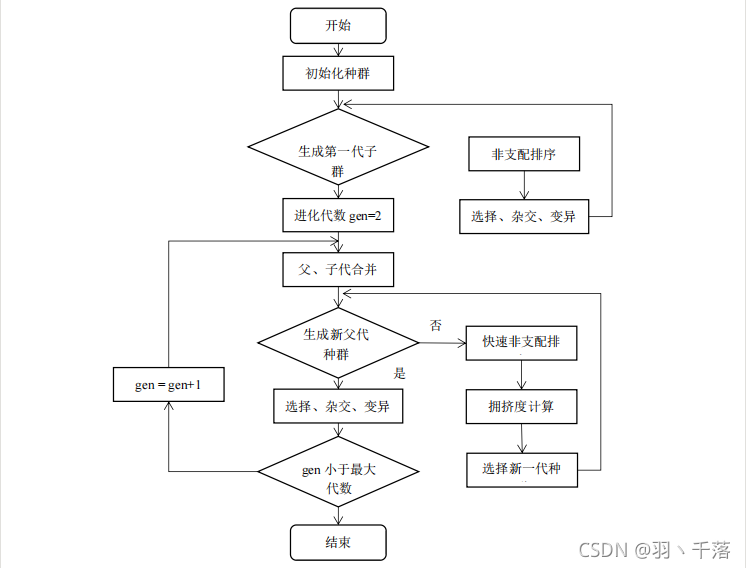 开始
初始化种群
生成第一代子
群
非支配排序
进化代数 gen=2
选择、杂交、变异
父、子代合并
生成新父代
种群
否
快速非支配排
是
gen = gen+1
选择、杂交、变异
拥挤度计算
gen 小于最大
代数
选择新一代种
结束
CSDN @羽丶千落